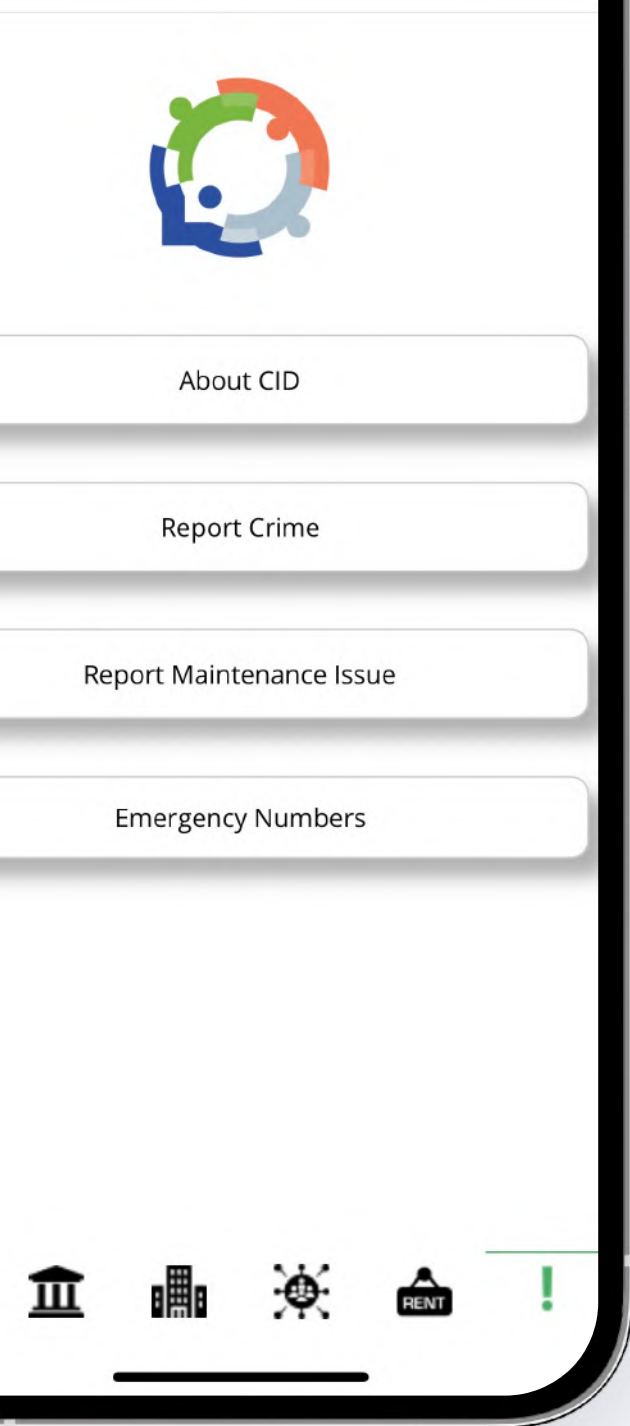 About CID
Report Crime
Report Maintenance Issue
Emergency Numbers
RENT